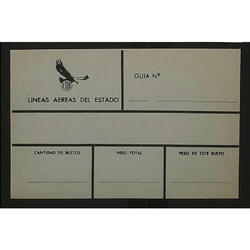 GUIA Nº
LINEAS AEREAS DEL ESTADO
CANTIDAD DE BULTOS
PESO TOTAL
PESO DE ESTE BULTO